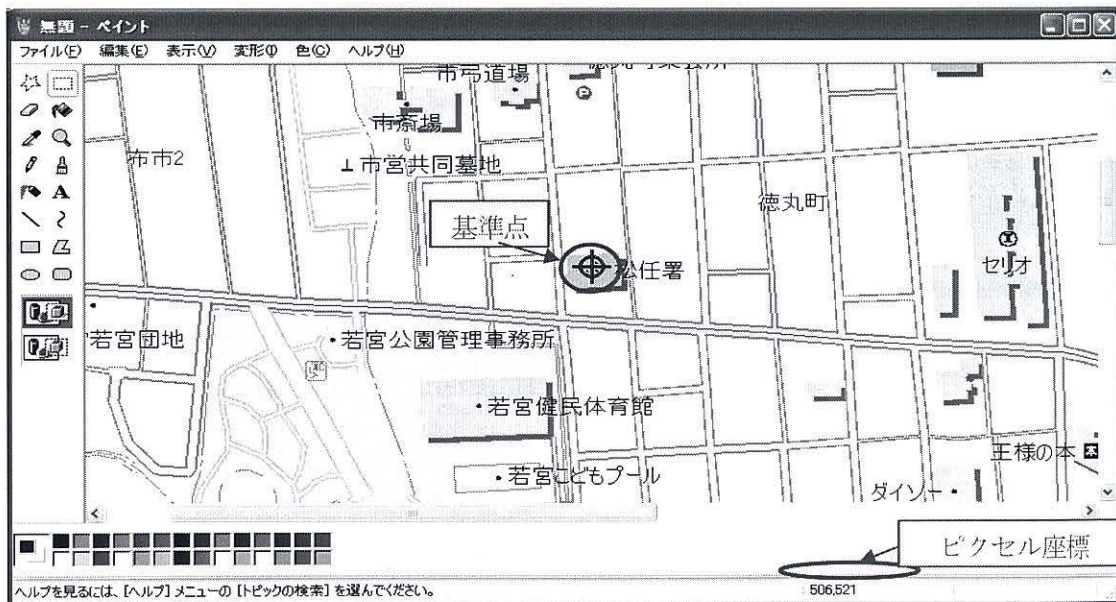 無題 - ペイント
ファイル(F) 編集(E) 表示(V) 変形(I) 色(C) ヘルプ(H)
市弓道場
市斎場
布市2
市営共同墓地
徳丸町
基準点
松任署
セリオ
若宮団地
若宮公園管理事務所
若宮健民体育館
王様の本
若宮こどもプール
ダイソー
ピクセル座標
ヘルプを見るには、[ヘルプ] メニューの [トピックの検索] を選んでください。
506,521